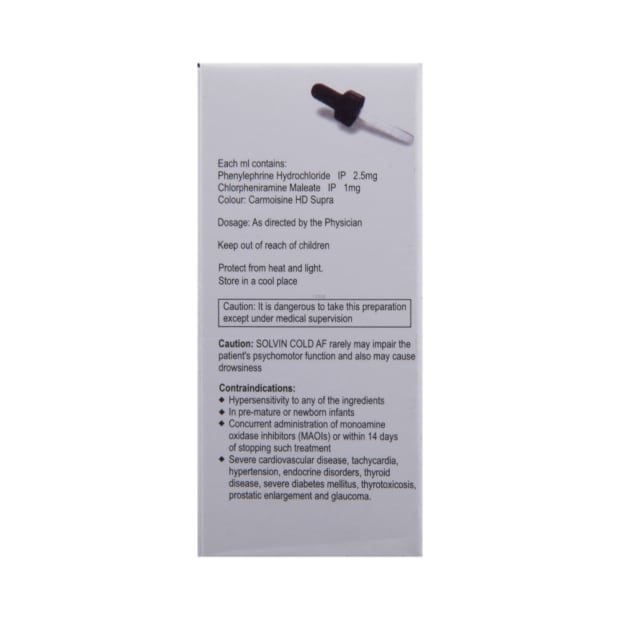 Each ml contains:
Phenylephrine Hydrochloride IP 2.5mg
Chlorpheniramine Maleate IP 1mg
Colour: Carmoisine HD Supra
Dosage: As directed by the Physician
Keep out of reach of children
Protect from heat and light.
Store in a cool place
Caution: It is dangerous to take this preparation
except under medical supervision
Caution: SOLVIN COLD AF rarely may impair the
patient's psychomotor function and also may cause
drowsiness
Contraindications:
◆ Hypersensitivity to any of the ingredients
◆ In pre-mature or newborn infants
◆ Concurrent administration of monoamine
oxidase inhibitors (MAOIs) or within 14 days
of stopping such treatment
◆ Severe cardiovascular disease, tachycardia,
hypertension, endocrine disorders, thyroid
disease, severe diabetes mellitus, thyrotoxicosis,
prostatic enlargement and glaucoma.